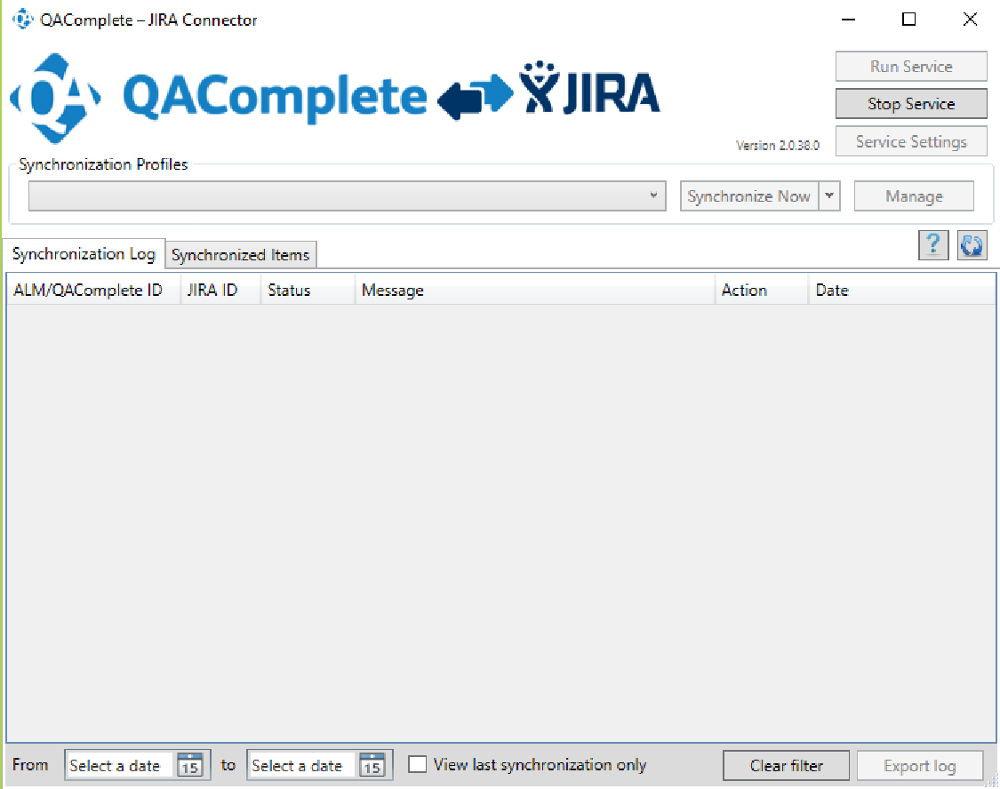 QAComplete – JIRA Connector
QA QAComplete JIRA
Run Service
Stop Service
Version 2.0.38.0
Service Settings
Synchronization Profiles
Synchronize Now
Manage
Synchronization Log
Synchronized Items
?
ALM/QAComplete ID JIRA ID Status Message Action Date
From Select a date 15 to Select a date 15 View last synchronization only Clear filter Export log